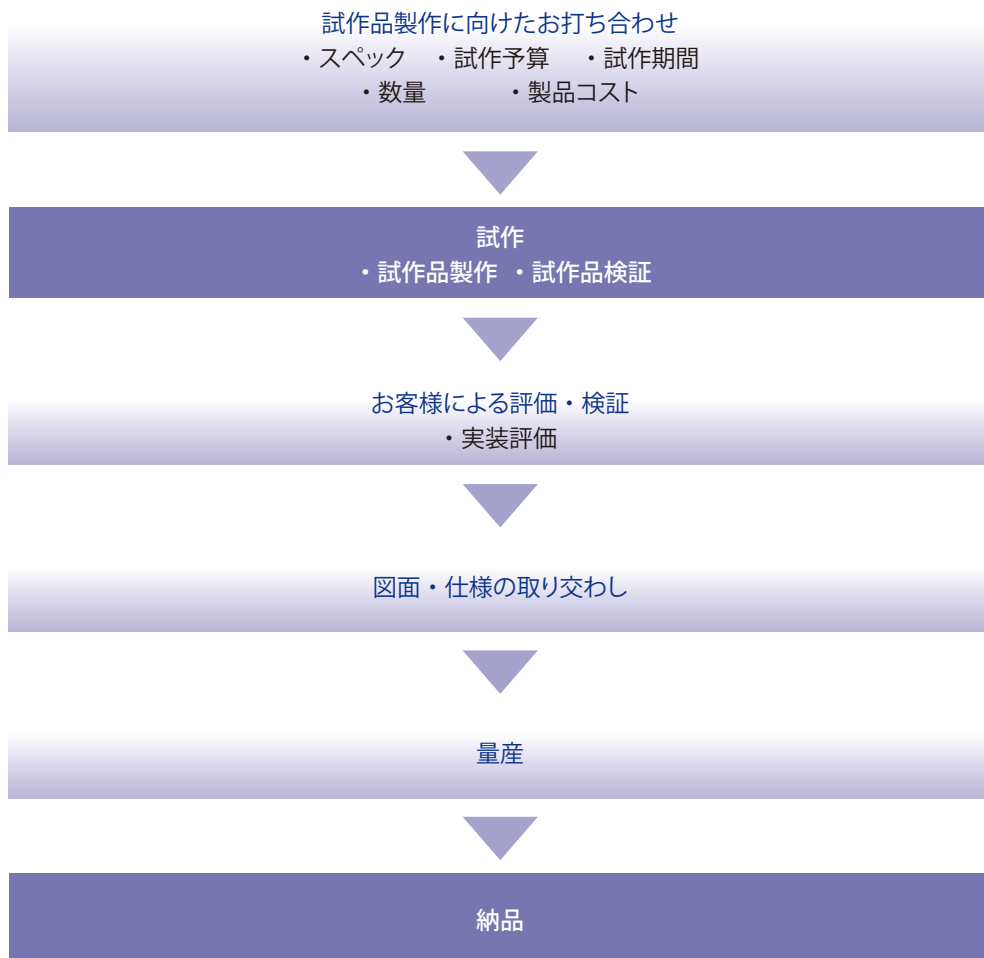 試作品製作に向けたお打ち合わせ
・スペック ・試作予算 ・試作期間
・数量 ・製品コスト
試作
・試作品製作 ・試作品検証
お客様による評価・検証
・実装評価
図面・仕様の取り交わし
量産
納品